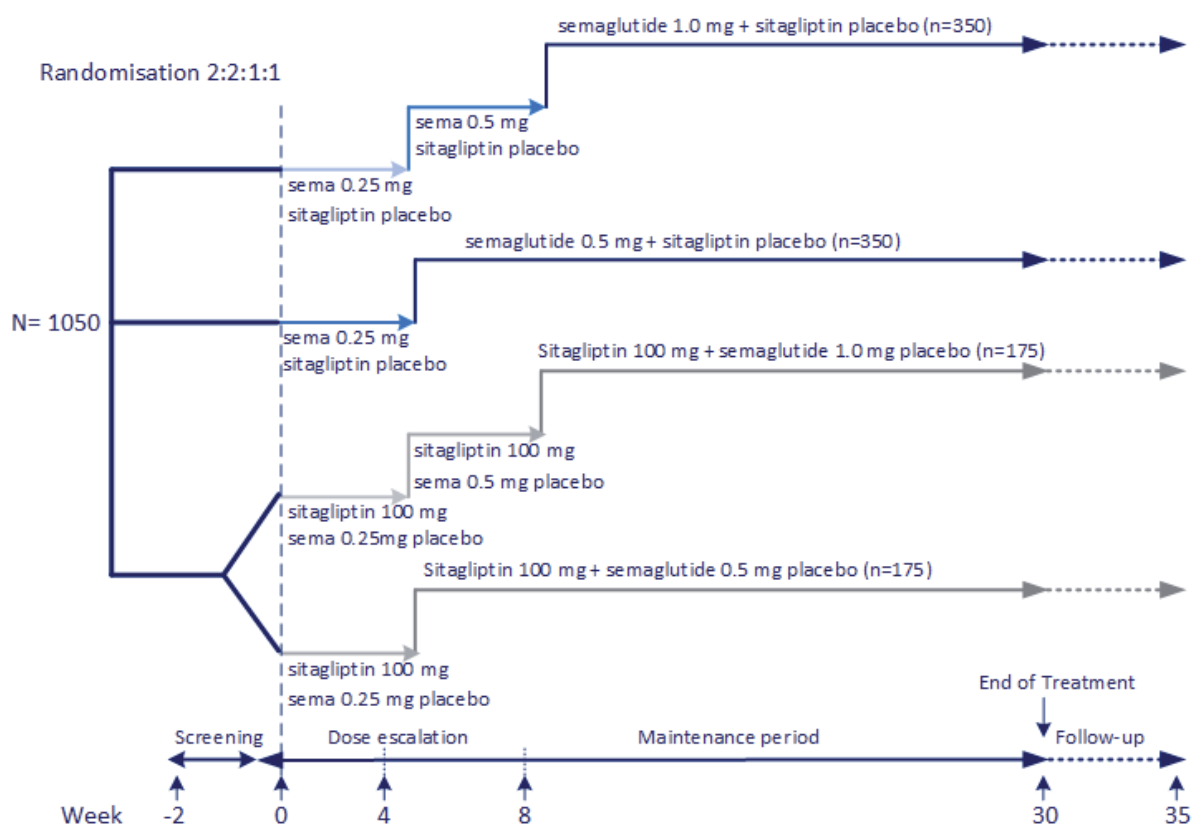 semaglutide 1.0 mg + sitagliptin placebo (n=350)
Randomisation 2:2:1:1
sema 0.5 mg
sitagliptin placebo
sema 0.25 mg
sitagliptin placebo
semaglutide 0.5 mg + sitagliptin placebo (n=350)
N= 1050
sema 0.25 mg
sitagliptin placebo
Sitagliptin 100 mg + semaglutide 1.0 mg placebo (n=175)
sitagliptin 100 mg
sema 0.5 mg placebo
sitagliptin 100 mg
sema 0.25mg placebo
Sitagliptin 100 mg + semaglutide 0.5 mg placebo (n=175)
sitagliptin 100 mg
sema 0.25 mg placebo
End of Treatment
Screening Dose escalation Maintenance period Follow-up
Week -2 0 4 8 30 35